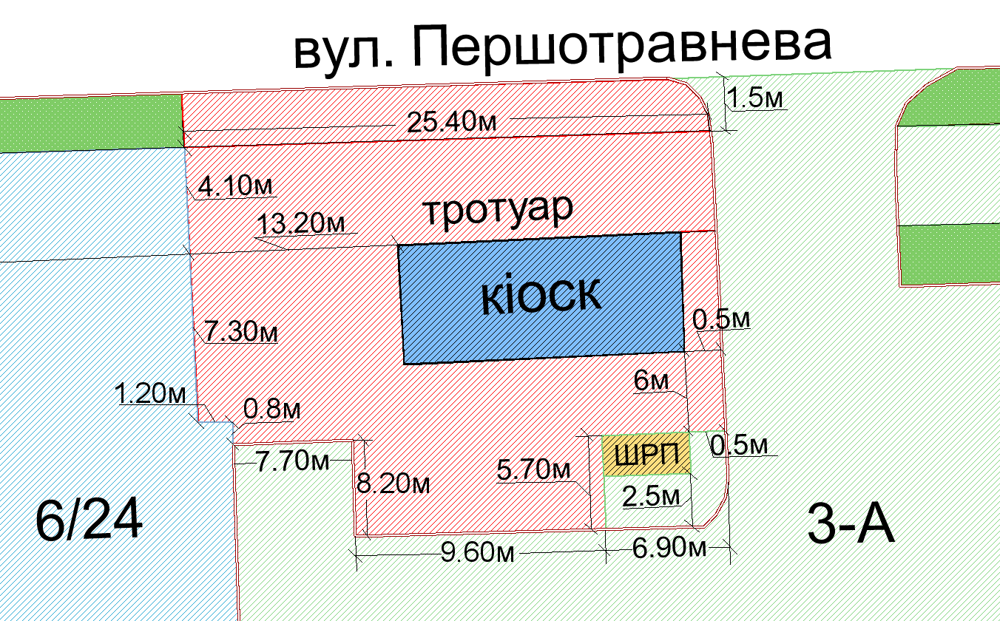 вул. Першотравнева
1.5м
25.40м
4.10м
13.20м
тротуар
кіоск
0.5м
7.30м
6м
1.20м
0.8м
0.5м
ШРП
7.70м
5.70м
8.20м
2.5м
6/24
3-А
9.60м
6.90м